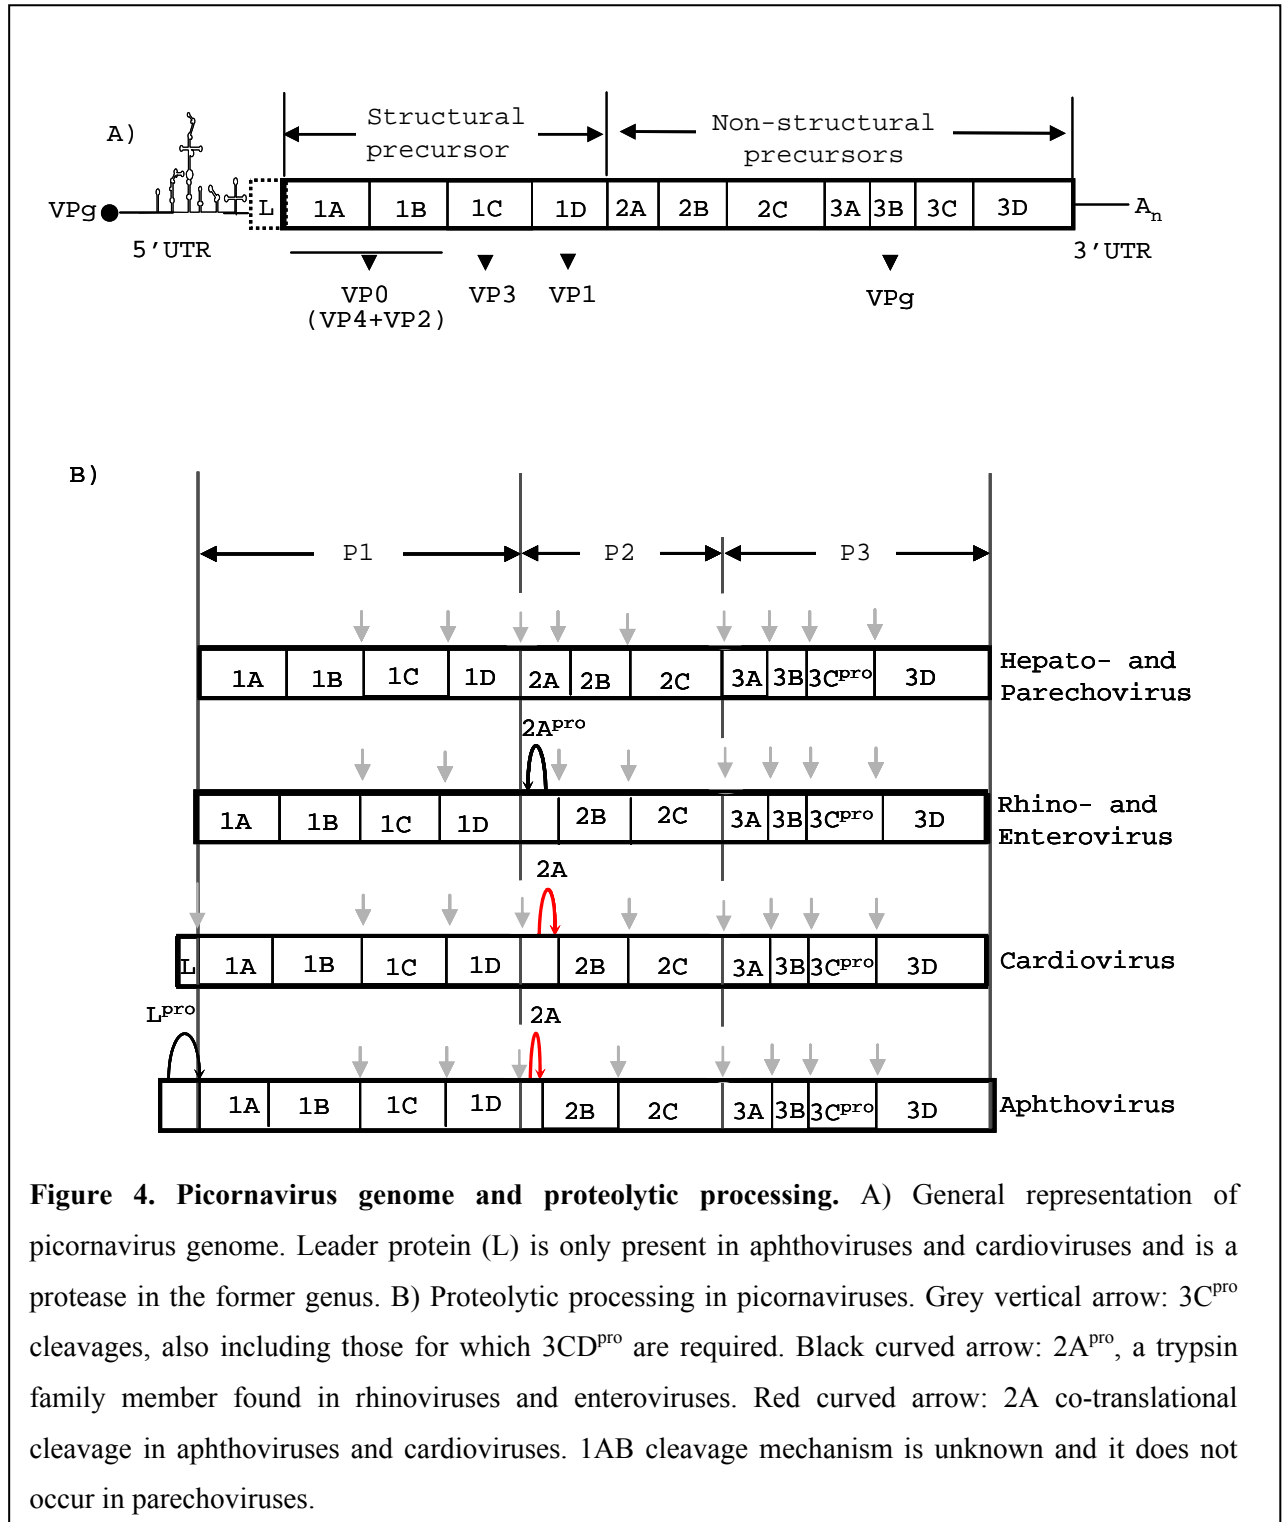 A)
Structural
precursor
Non-structural
precursors
VPg
L 1A 1B 1C 1D 2A 2B 2C 3A 3B 3C 3D
An
5'UTR
3'UTR
VP0
(VP4+VP2)
VP3
VP1
VPg
B)
P1 P2 P3
1A 1B 1C 1D 2A 2B 2C 3A 3B 3Cpro 3D
Hepato- and
Parechovirus
2Apro
1A 1B 1C 1D 2B 2C 3A 3B 3Cpro 3D
Rhino- and
Enterovirus
2A
L 1A 1B 1C 1D 2B 2C 3A 3B 3Cpro 3D
Cardiovirus
Lpro
2A
1A 1B 1C 1D 2B 2C 3A 3B 3Cpro 3D
Aphthovirus
Figure 4. Picornavirus genome and proteolytic processing. A) General representation of
picornavirus genome. Leader protein (L) is only present in aphthoviruses and cardioviruses and is a
protease in the former genus. B) Proteolytic processing in picornaviruses. Grey vertical arrow: 3Cpro
cleavages, also including those for which 3CDpro are required. Black curved arrow: 2Apro, a trypsin
family member found in rhinoviruses and enteroviruses. Red curved arrow: 2A co-translational
cleavage in aphthoviruses and cardioviruses. 1AB cleavage mechanism is unknown and it does not
occur in parechoviruses.